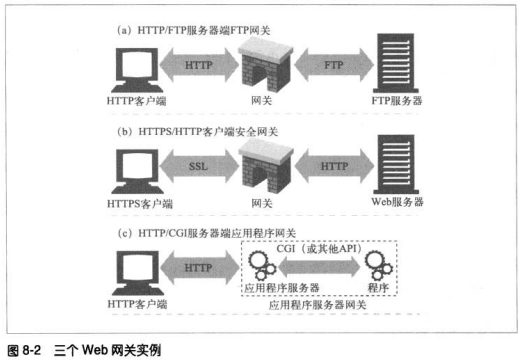 (a) HTTP/FTP服务器端FTP网关
HTTP
FTP
HTTP客户端
网关
FTP服务器
(b) HTTPS/HTTP客户端安全网关
SSL
HTTP
HTTPS客户端
网关
Web服务器
(c) HTTP/CGI服务器端应用程序网关
CGI（或其他API）
HTTP
应用程序服务器
程序
HTTP客户端
应用程序服务器网关
图 8-2 三个 Web 网关实例